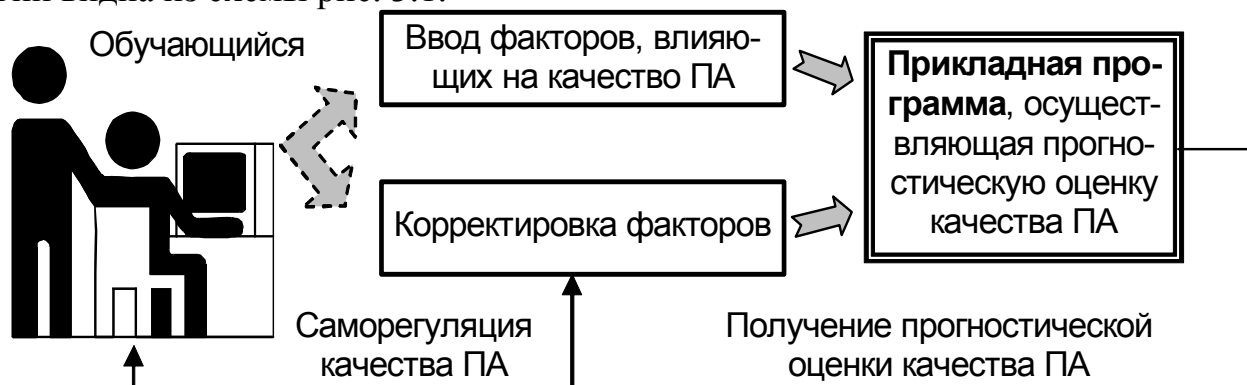 Обучающийся
Ввод факторов, влияю-
щих на качество ПА
Прикладная про-
грамма, осущест-
вляющая прогно-
стическую оценку
качества ПА
Корректировка факторов
Саморегуляция
качества ПА
Получение прогностической
оценки качества ПА